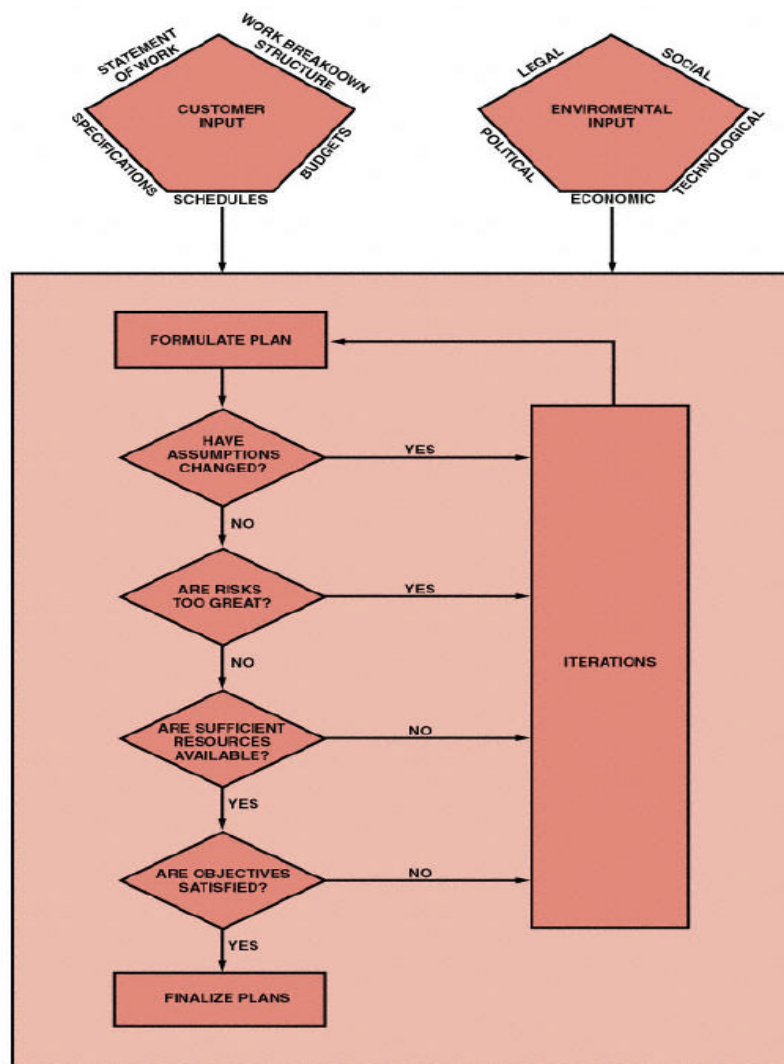 STATEMENT
OF WORK
WORK BREAKDOWN
STRUCTURE
CUSTOMER
INPUT
SPECIFICATIONS
BUDGETS
SCHEDULES
LEGAL
SOCIAL
ENVIROMENTAL
INPUT
POLITICAL
TECHNOLOGICAL
ECONOMIC
FORMULATE PLAN
HAVE
ASSUMPTIONS
CHANGED?
YES
NO
ARE RISKS
TOO GREAT?
YES
NO
ITERATIONS
ARE SUFFICIENT
RESOURCES
AVAILABLE?
NO
YES
ARE OBJECTIVES
SATISFIED?
NO
YES
FINALIZE PLANS